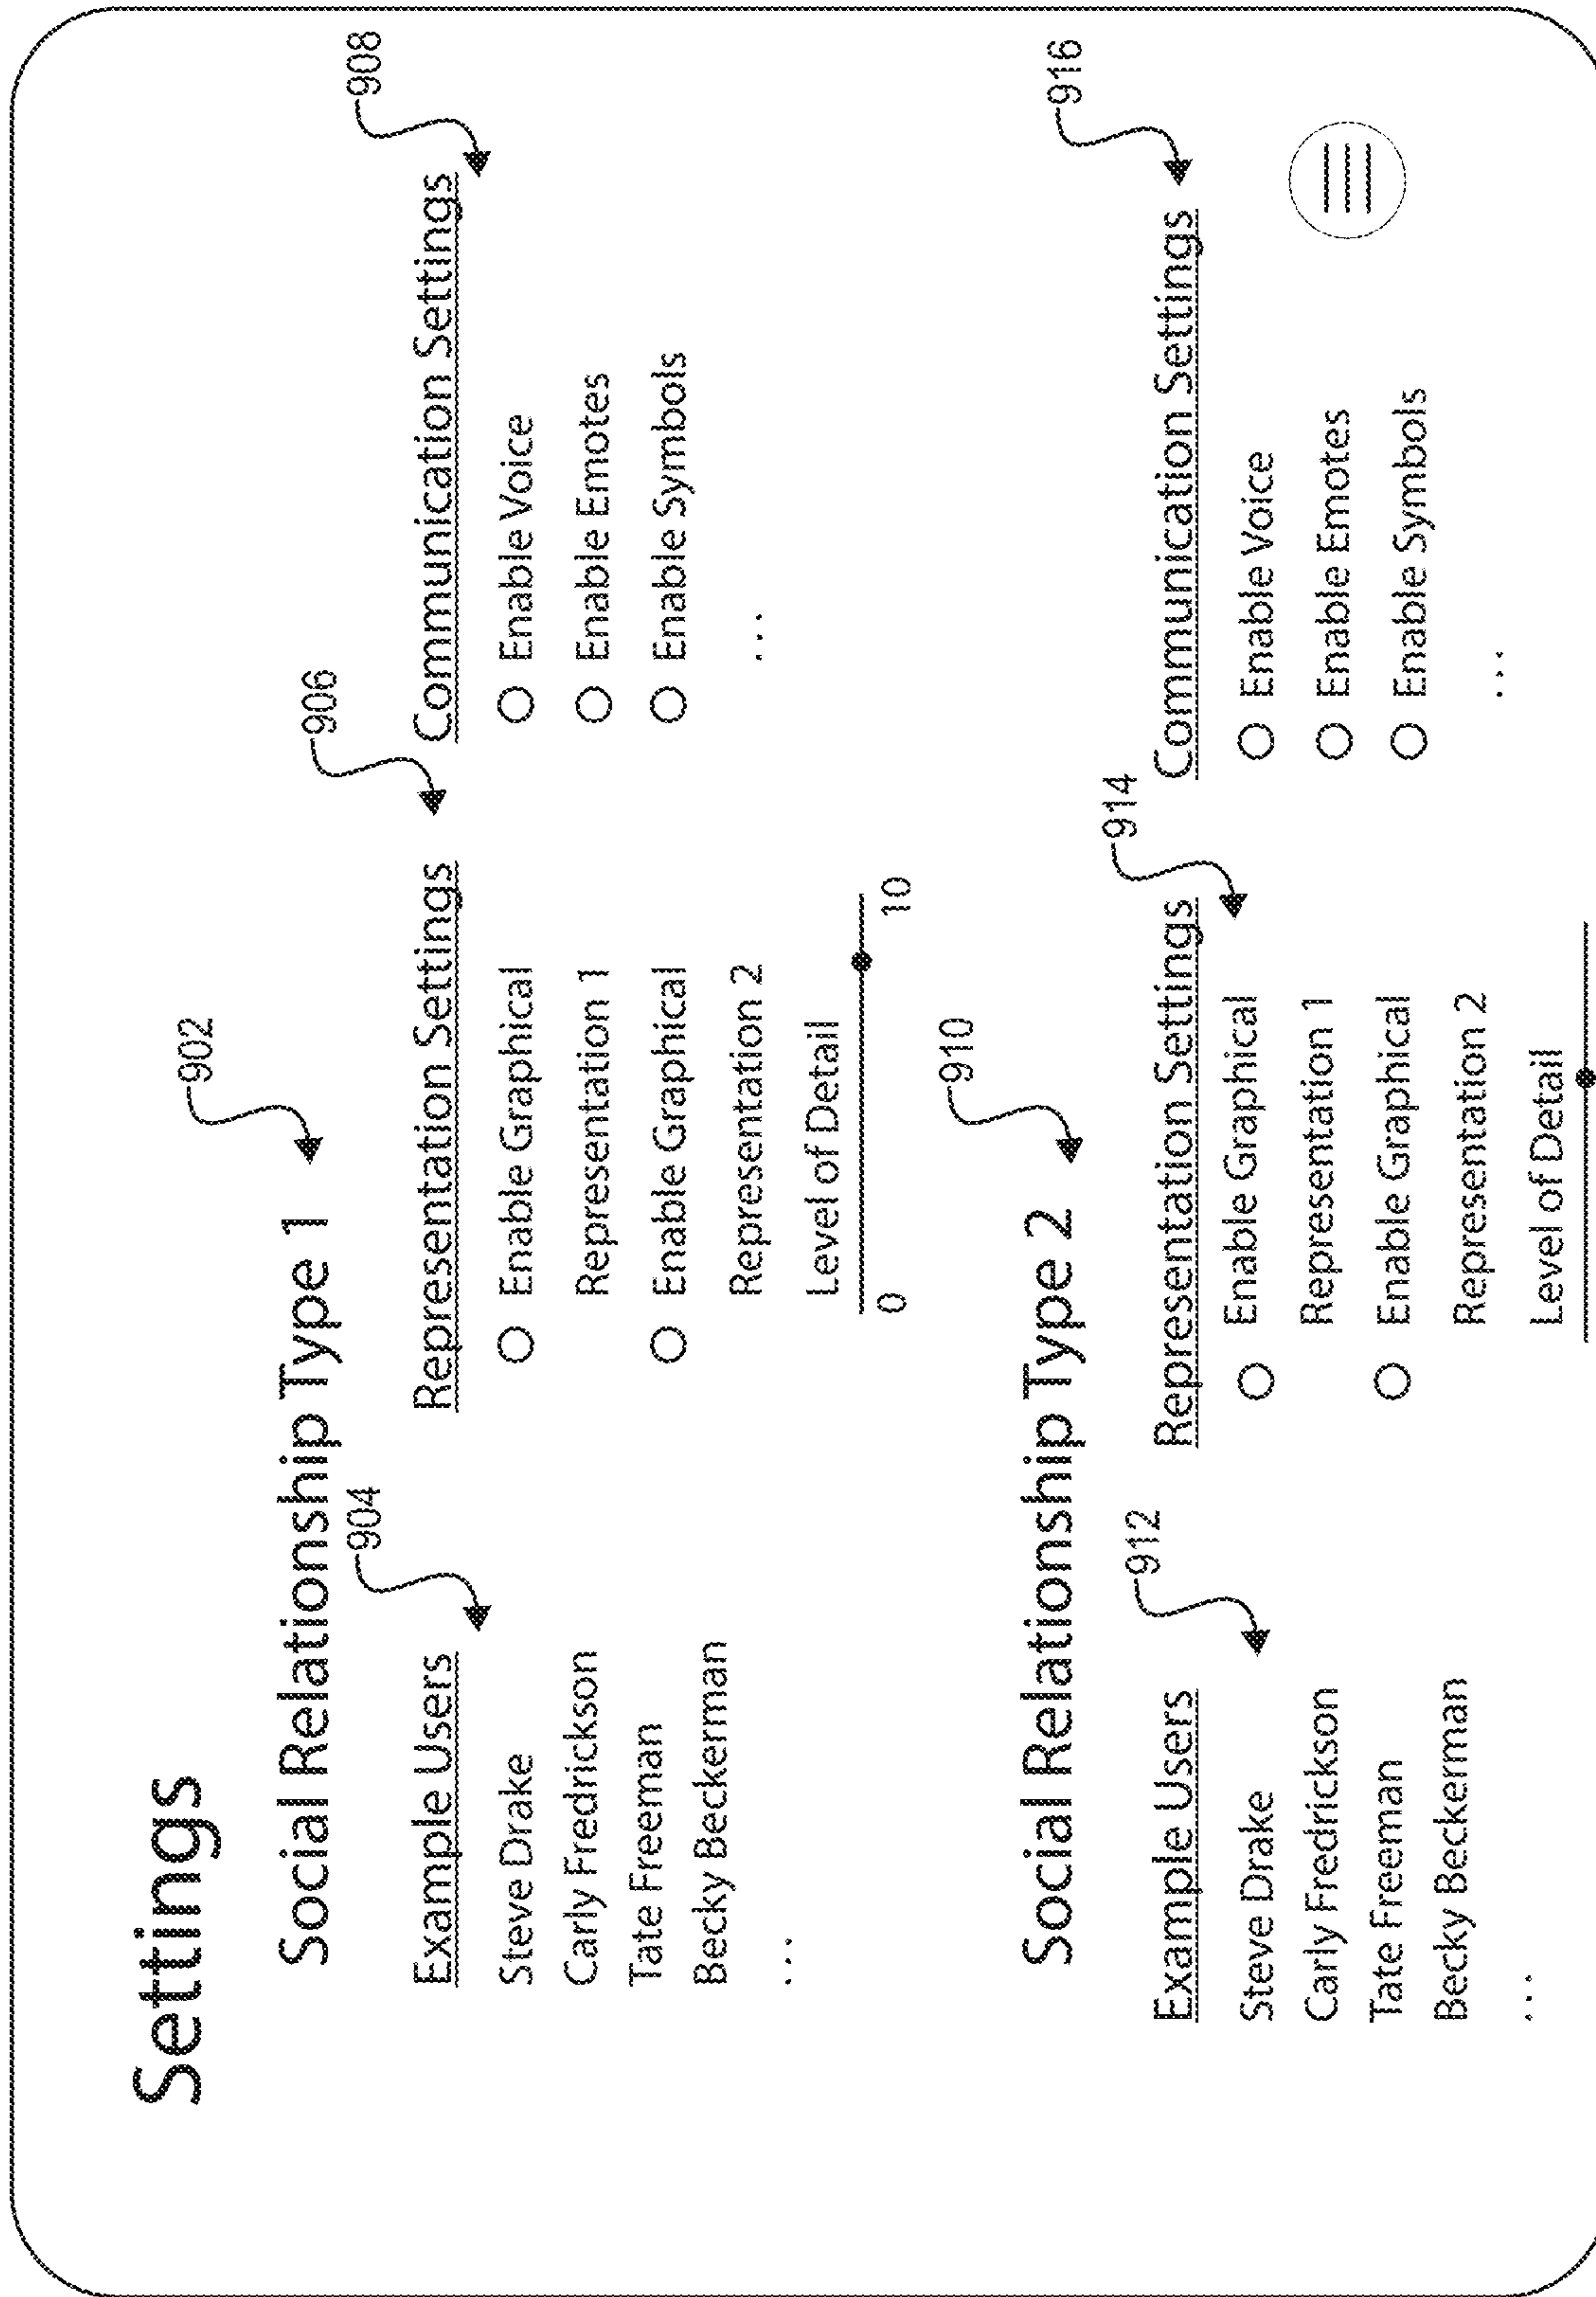 Settings
Social Relationship Type 1
902
904
Example Users
Steve Drake
Carly Fredrickson
Tate Freeman
Becky Beckerman
...
906
Representation Settings
Enable Graphical
Representation 1
Enable Graphical
Representation 2
Level of Detail
0 10
908
Communication Settings
Enable Voice
Enable Emotes
Enable Symbols
...
Social Relationship Type 2
910
912
Example Users
Steve Drake
Carly Fredrickson
Tate Freeman
Becky Beckerman
...
914
Representation Settings
Enable Graphical
Representation 1
Enable Graphical
Representation 2
Level of Detail
916
Communication Settings
Enable Voice
Enable Emotes
Enable Symbols
...